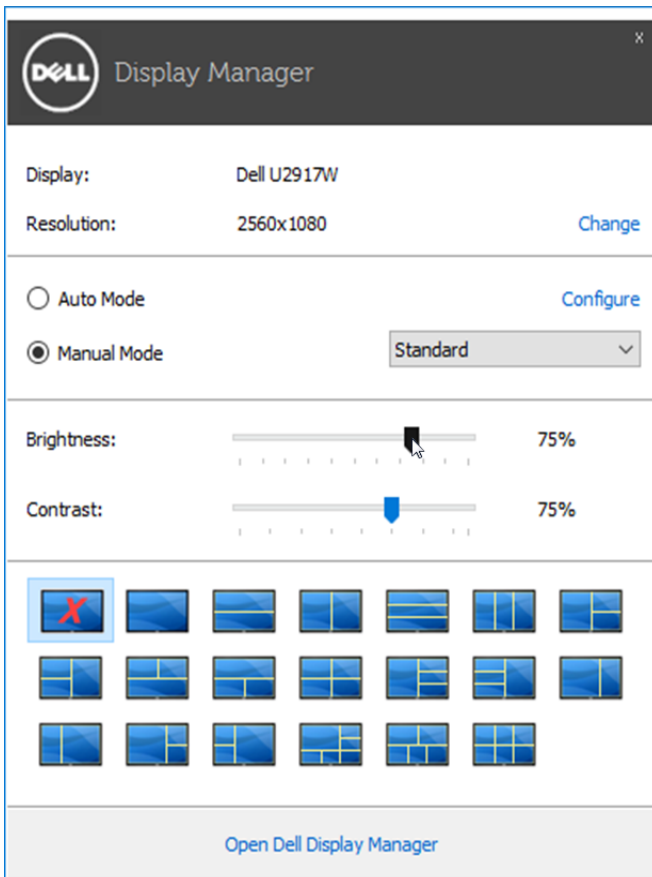 x
DELL Display Manager
Display: Dell U2917W
Resolution: 2560x1080 Change
Auto Mode Configure
Manual Mode Standard
Brightness: 75%
Contrast: 75%
X
Open Dell Display Manager